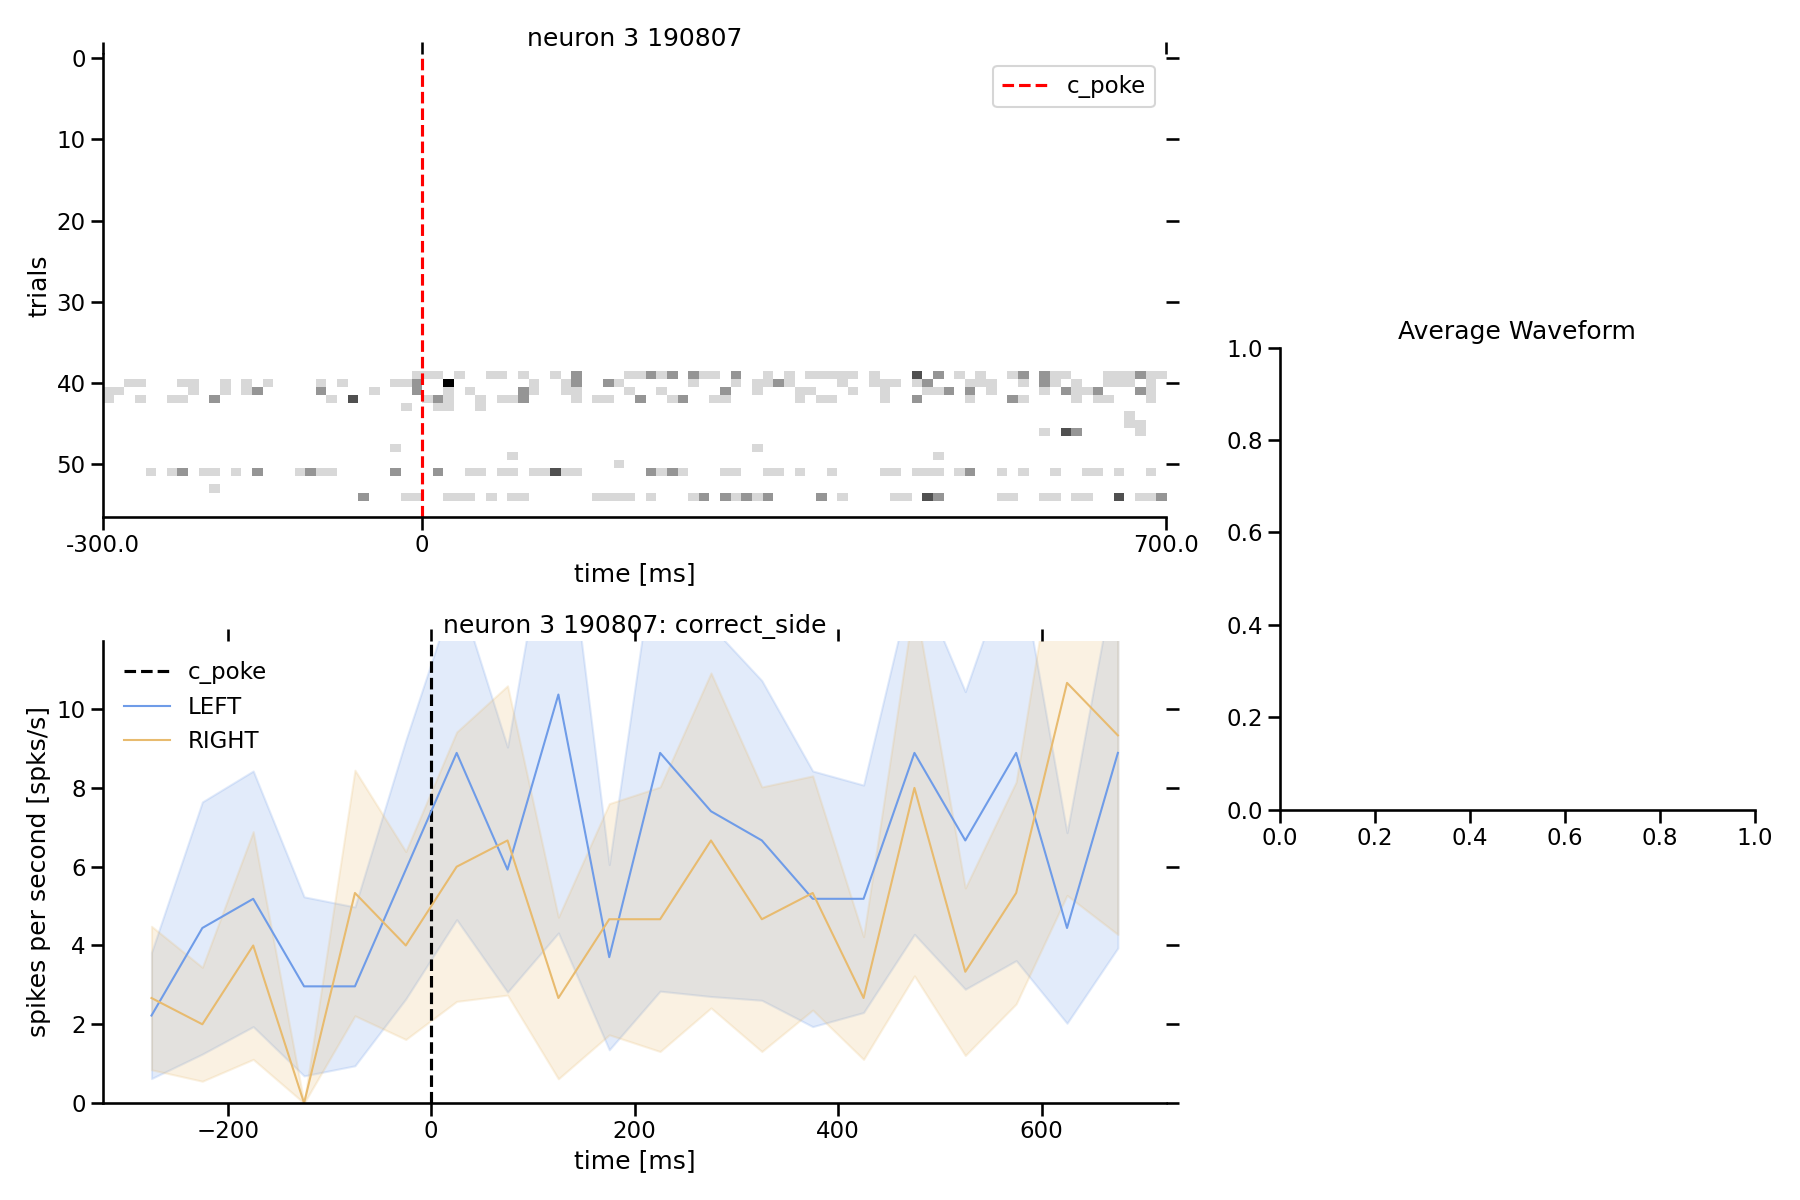 neuron 3 190807
0
10
20
30
40
50
trials
c_poke
-300.0
0
700.0
time [ms]
neuron 3 190807: correct_side
c_poke
LEFT
RIGHT
10
8
6
4
2
0
spikes per second [spks/s]
−200
0
200
400
600
time [ms]
Average Waveform
1.0
0.8
0.6
0.4
0.2
0.0
0.0
0.2
0.4
0.6
0.8
1.0